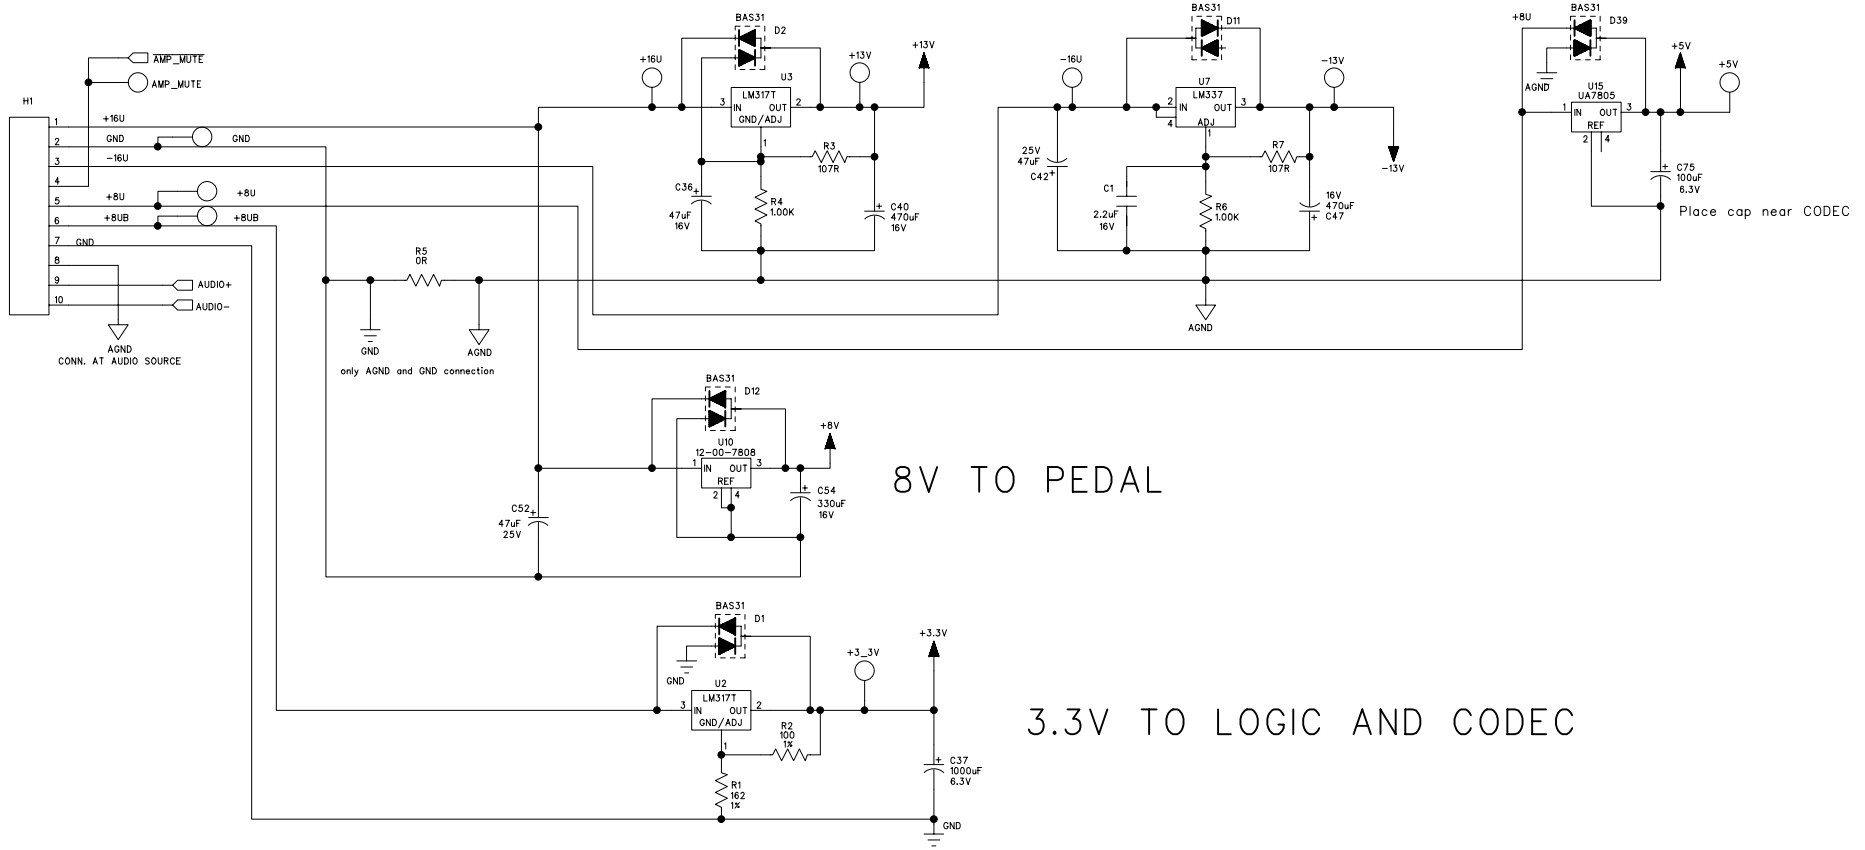 H1
AMP_MUTE
AMP_MUTE
1 +16U
2 GND GND
3 -16U
4
5 +8U +8U
6 +8UB +8UB
7 GND
8
9 AUDIO+
10 AUDIO-
AGND
CONN. AT AUDIO SOURCE
R5
0R
GND
AGND
only AGND and GND connection
BAS31
D2
+16U
U3
+13V
+13V
LM317T
3 IN OUT 2
GND/ADJ
1
R3
107R
C36 +
47uF
16V
R4
1.00K
+
C40
470uF
16V
BAS31
D11
-16U
U7
-13V
LM337
2 IN OUT 3
4
ADJ
1
-13V
25V
47uF
C42 +
R7
107R
C1
2.2uF
16V
R6
1.00K
16V
470uF
+ C47
AGND
BAS31
+8U
D39
+5V
+5V
AGND
U15
UA7805
1 IN OUT 3
REF
2 4
+
C75
100uF
6.3V
Place cap near CODEC
BAS31
D12
+8V
U10
12-00-7808
1 IN OUT 3
REF
2 4
+ C54
330uF
16V
C52 +
47uF
25V
8V TO PEDAL
BAS31
D1
GND
+3_3V
+3.3V
U2
LM317T
3 IN OUT 2
GND/ADJ
1
R2
100
1%
R1
162
1%
+ C37
1000uF
6.3V
GND
3.3V TO LOGIC AND CODEC